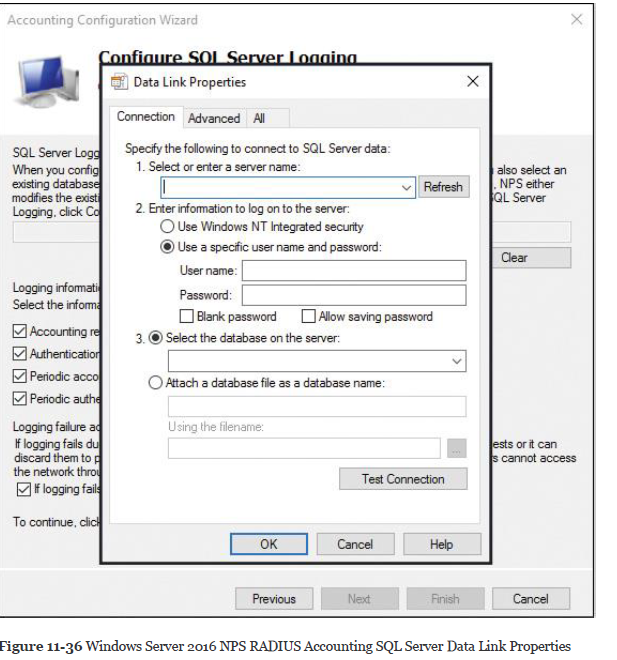 Accounting Configuration Wizard
Configure SQL Server Logging
Data Link Properties
Connection Advanced All
Specify the following to connect to SQL Server data:
1. Select or enter a server name:
Refresh
2. Enter information to log on to the server:
Use Windows NT Integrated security
Use a specific user name and password:
User name:
Password:
Blank password Allow saving password
3. Select the database on the server:
Attach a database file as a database name:
Using the filename:
...
Test Connection
OK Cancel Help
SQL Server Logg
When you config also select an
existing database , NPS either
modifies the existi SQL Server
Logging, click Co
Clear
Logging informati
Select the informa
Accounting re
Authentication
Periodic acco
Periodic authe
Logging failure ac
If logging fails du ests or it can
discard them to p s cannot access
the network throu
If logging fails
To continue, click
Previous Next Finish Cancel
Figure 11-36 Windows Server 2016 NPS RADIUS Accounting SQL Server Data Link Properties